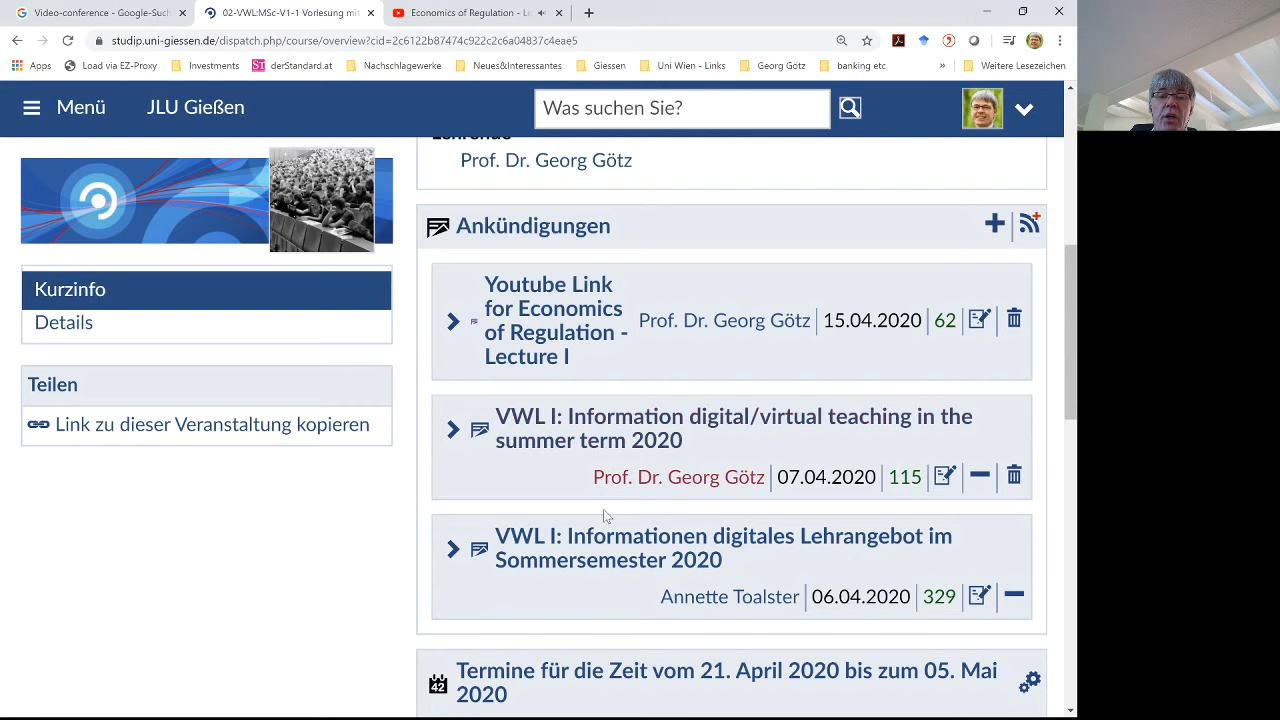 Video-conference - Google-Such
02-VWL:MSc-V1-1 Vorlesung mit
Economics of Regulation - Le
studip.uni-giessen.de/dispatch.php/course/overview?cid=2c6122b87474c922c2c6a04837c4eae5
Apps
Load via EZ-Proxy
Investments
ST derStandard.at
Nachschlagewerke
Neues&Interessantes
Giessen
Uni Wien - Links
Georg Götz
banking etc
»
Weitere Lesezeichen
Menü
JLU Gießen
Was suchen Sie?
Prof. Dr. Georg Götz
Kurzinfo
Details
Teilen
Link zu dieser Veranstaltung kopieren
Ankündigungen
Youtube Link
for Economics
of Regulation -
Lecture I
Prof. Dr. Georg Götz | 15.04.2020 | 62
VWL I: Information digital/virtual teaching in the
summer term 2020
Prof. Dr. Georg Götz | 07.04.2020 | 115
VWL I: Informationen digitales Lehrangebot im
Sommersemester 2020
Annette Toalster | 06.04.2020 | 329
42
Termine für die Zeit vom 21. April 2020 bis zum 05. Mai
2020